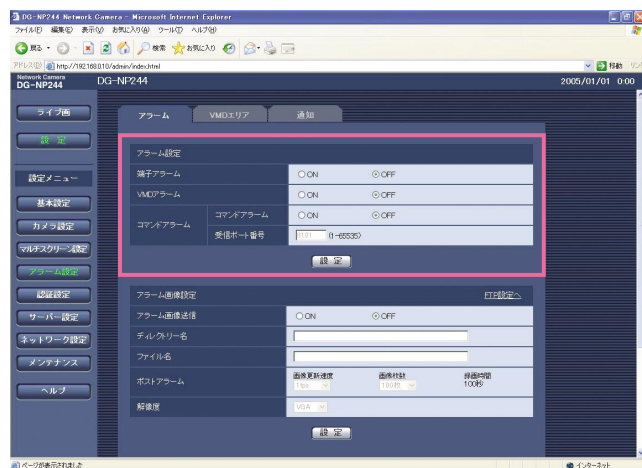 DG-NP244 Network Camera - Microsoft Internet Explorer
ファイル(F) 編集(E) 表示(V) お気に入り(A) ツール(T) ヘルプ(H)
戻る 検索 お気に入り
アドレス(D) http://192.168.0.10/admin/index.html 移動 リンク
Network Camera
DG-NP244 DG-NP244 2005/01/01 0:00
ライブ画 アラーム VMDエリア 通知
設 定
設定メニュー
基本設定
カメラ設定
マルチスクリーン設定
アラーム設定
認証設定
サーバー設定
ネットワーク設定
メンテナンス
ヘルプ
アラーム設定
端子アラーム ON OFF
VMDアラーム ON OFF
コマンドアラーム コマンドアラーム ON OFF
受信ポート番号 (1-65535)
設 定
アラーム画像設定 FTP設定へ
アラーム画像送信 ON OFF
ディレクトリー名
ファイル名
ポストアラーム 画像更新速度 画像枚数 録画時間
1fps 100枚 100秒
解像度 VGA
設 定
ページが表示されました インターネット